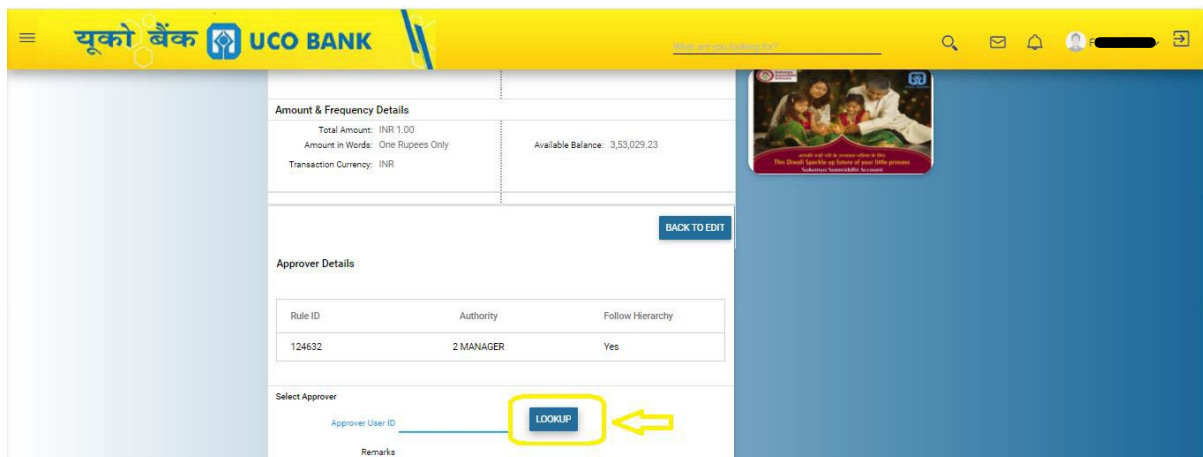 यूको बैंक UCO BANK
What are you looking for?
Amount & Frequency Details
Total Amount: INR 1.00
Amount in Words: One Rupees Only
Available Balance: 3,53,029.23
Transaction Currency: INR
BACK TO EDIT
Approver Details
Rule ID Authority Follow Hierarchy
124632 2 MANAGER Yes
Select Approver
Approver User ID LOOKUP
Remarks
This Diwali Sparkle up future of your little princess
Sukanya Samriddhi Account